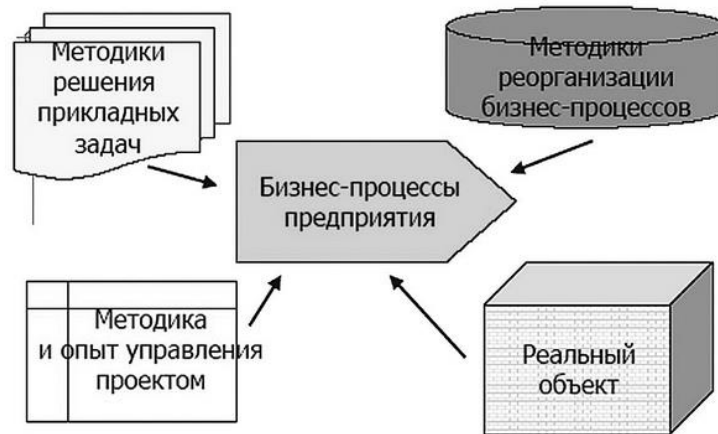 Методики
решения
прикладных
задач
Методики
реорганизации
бизнес-процессов
Бизнес-процессы
предприятия
Методика
и опыт управления
проектом
Реальный
объект